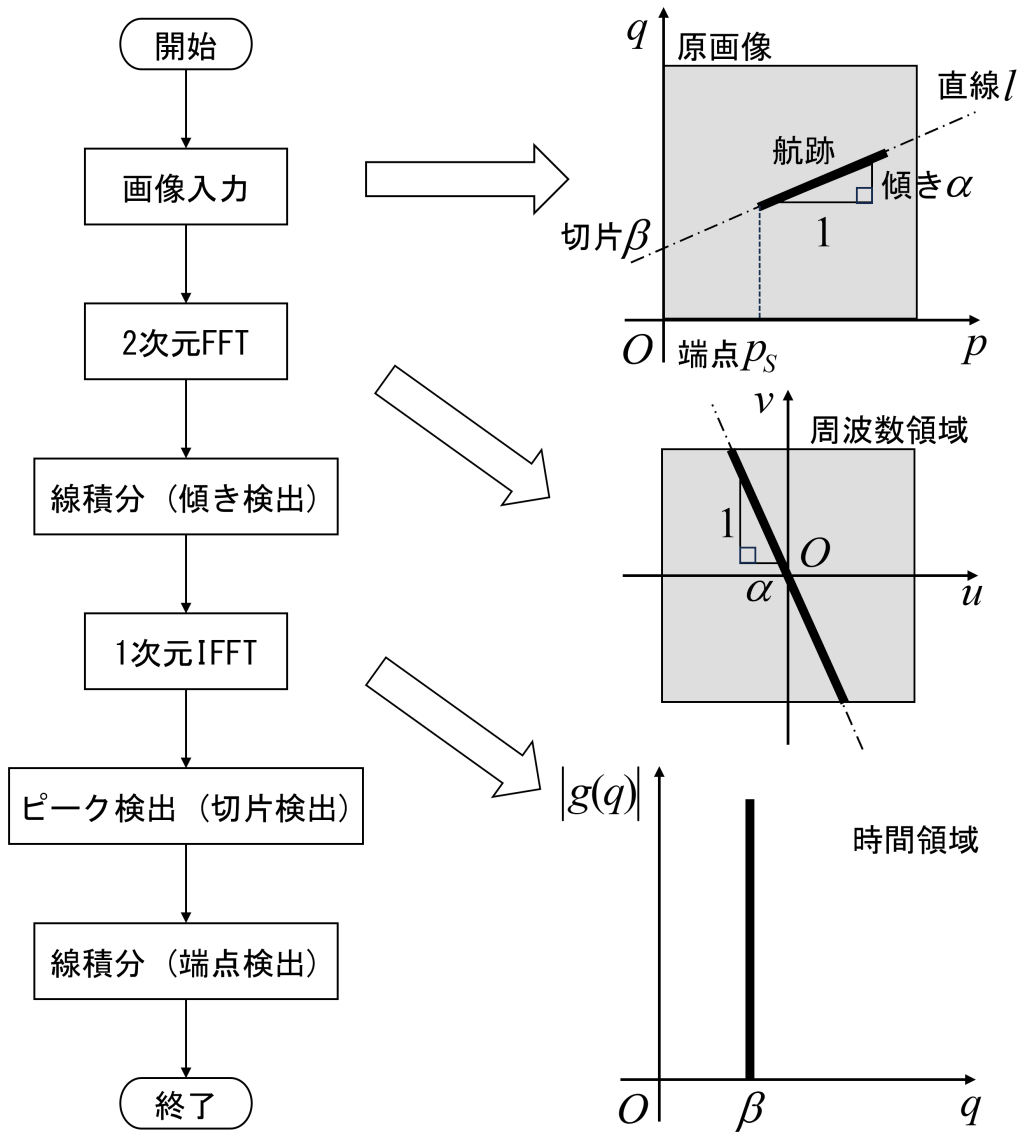 開始
画像入力
2次元FFT
線積分（傾き検出）
1次元IFFT
ピーク検出（切片検出）
線積分（端点検出）
終了
q
原画像
直線l
航跡
傾きα
1
切片β
O
端点pS
p
v
周波数領域
1
O
α
u
|g(q)|
時間領域
O
β
q